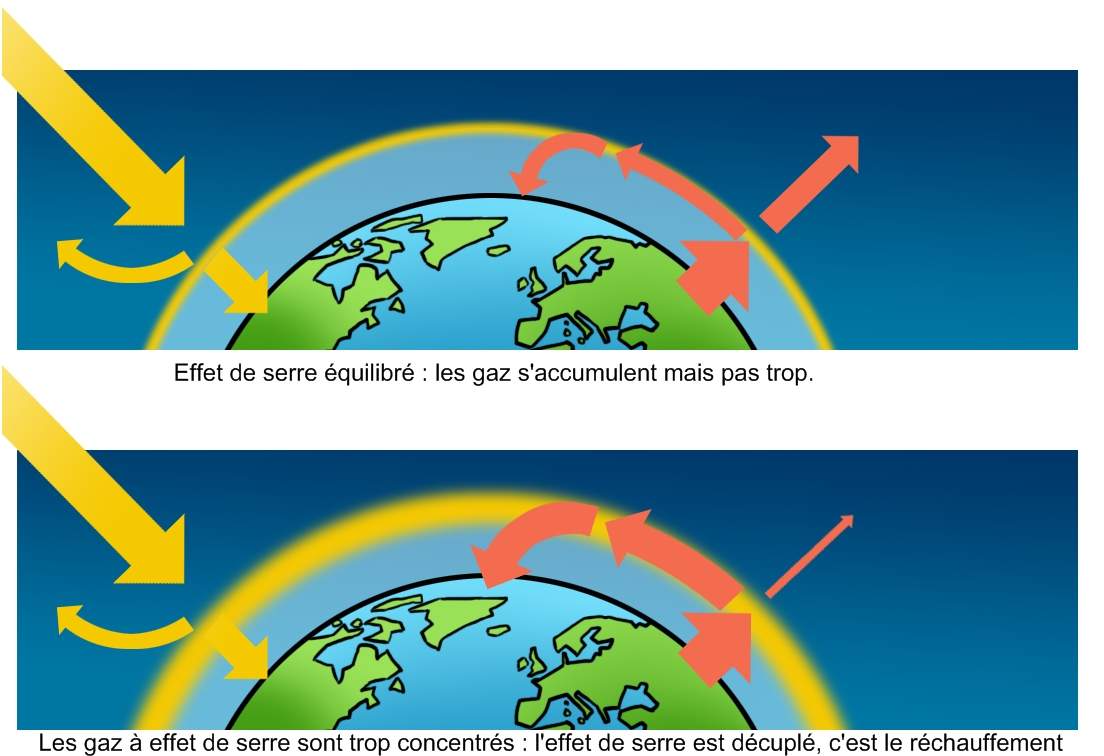 Effet de serre équilibré : les gaz s'accumulent mais pas trop.
Les gaz à effet de serre sont trop concentrés : l'effet de serre est décuplé, c'est le réchauffement